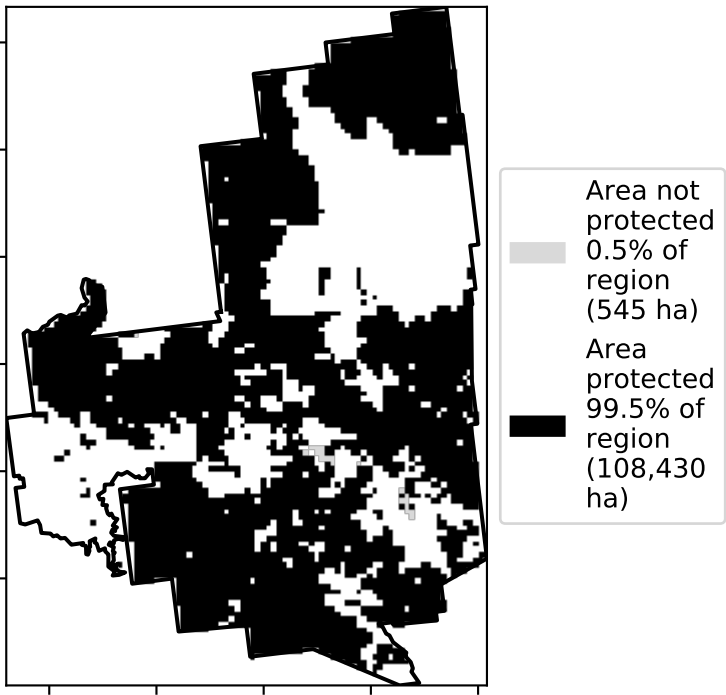 Area not
protected
0.5% of
region
(545 ha)
Area
protected
99.5% of
region
(108,430
ha)